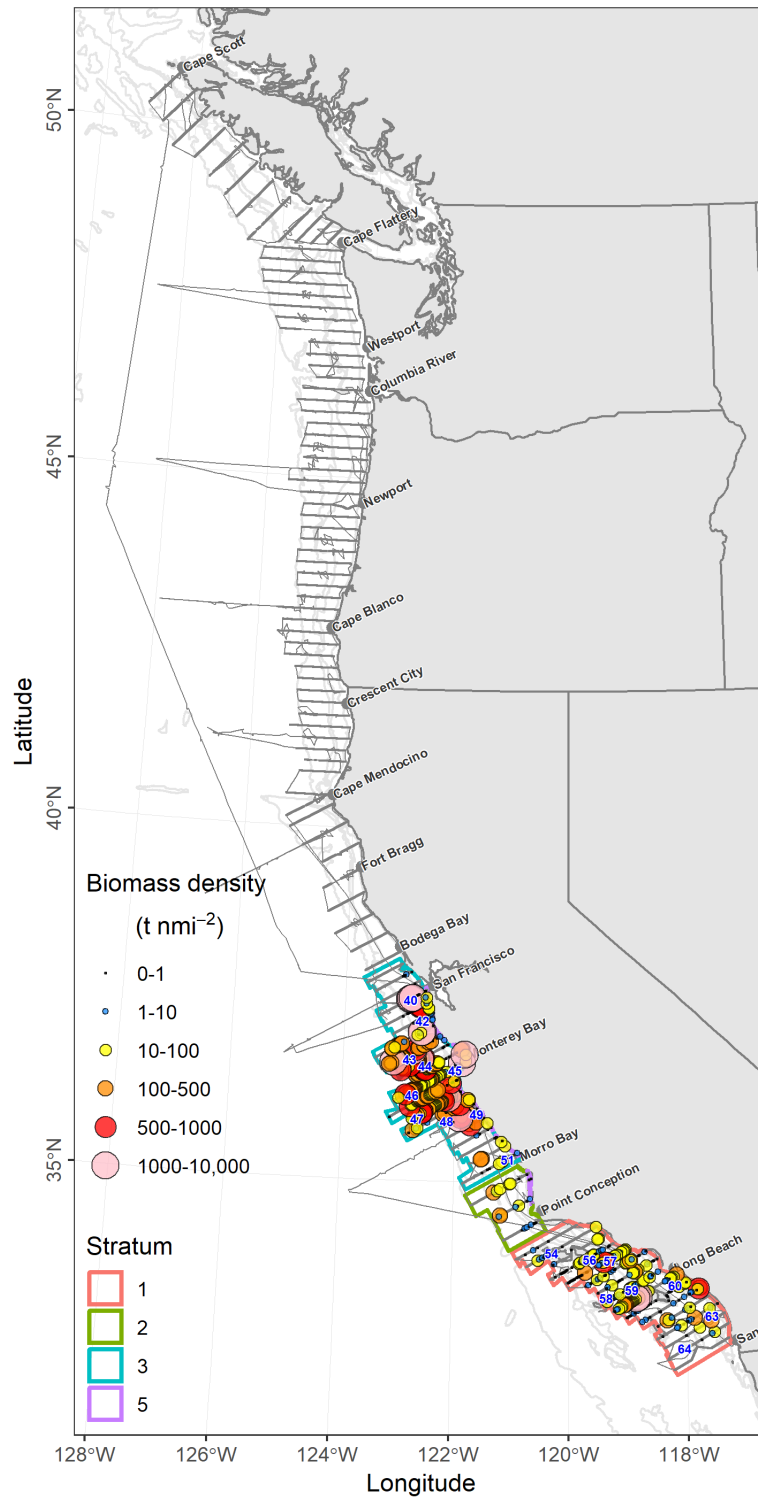 Cape Scott
50°N
Cape Flattery
Westport
Columbia River
45°N
Newport
Cape Blanco
Crescent City
Latitude
Cape Mendocino
40°N
Fort Bragg
Biomass density
(t nmi−2)
Bodega Bay
0-1
San Francisco
1-10
40
42
10-100
Monterey Bay
43
44
45
100-500
46
500-1000
47
48
49
1000-10,000
35°N
Morro Bay
51
Point Conception
Stratum
54
56
57
Long Beach
60
1
58
59
2
63
San
3
64
5
128°W
126°W
124°W
122°W
120°W
118°W
Longitude